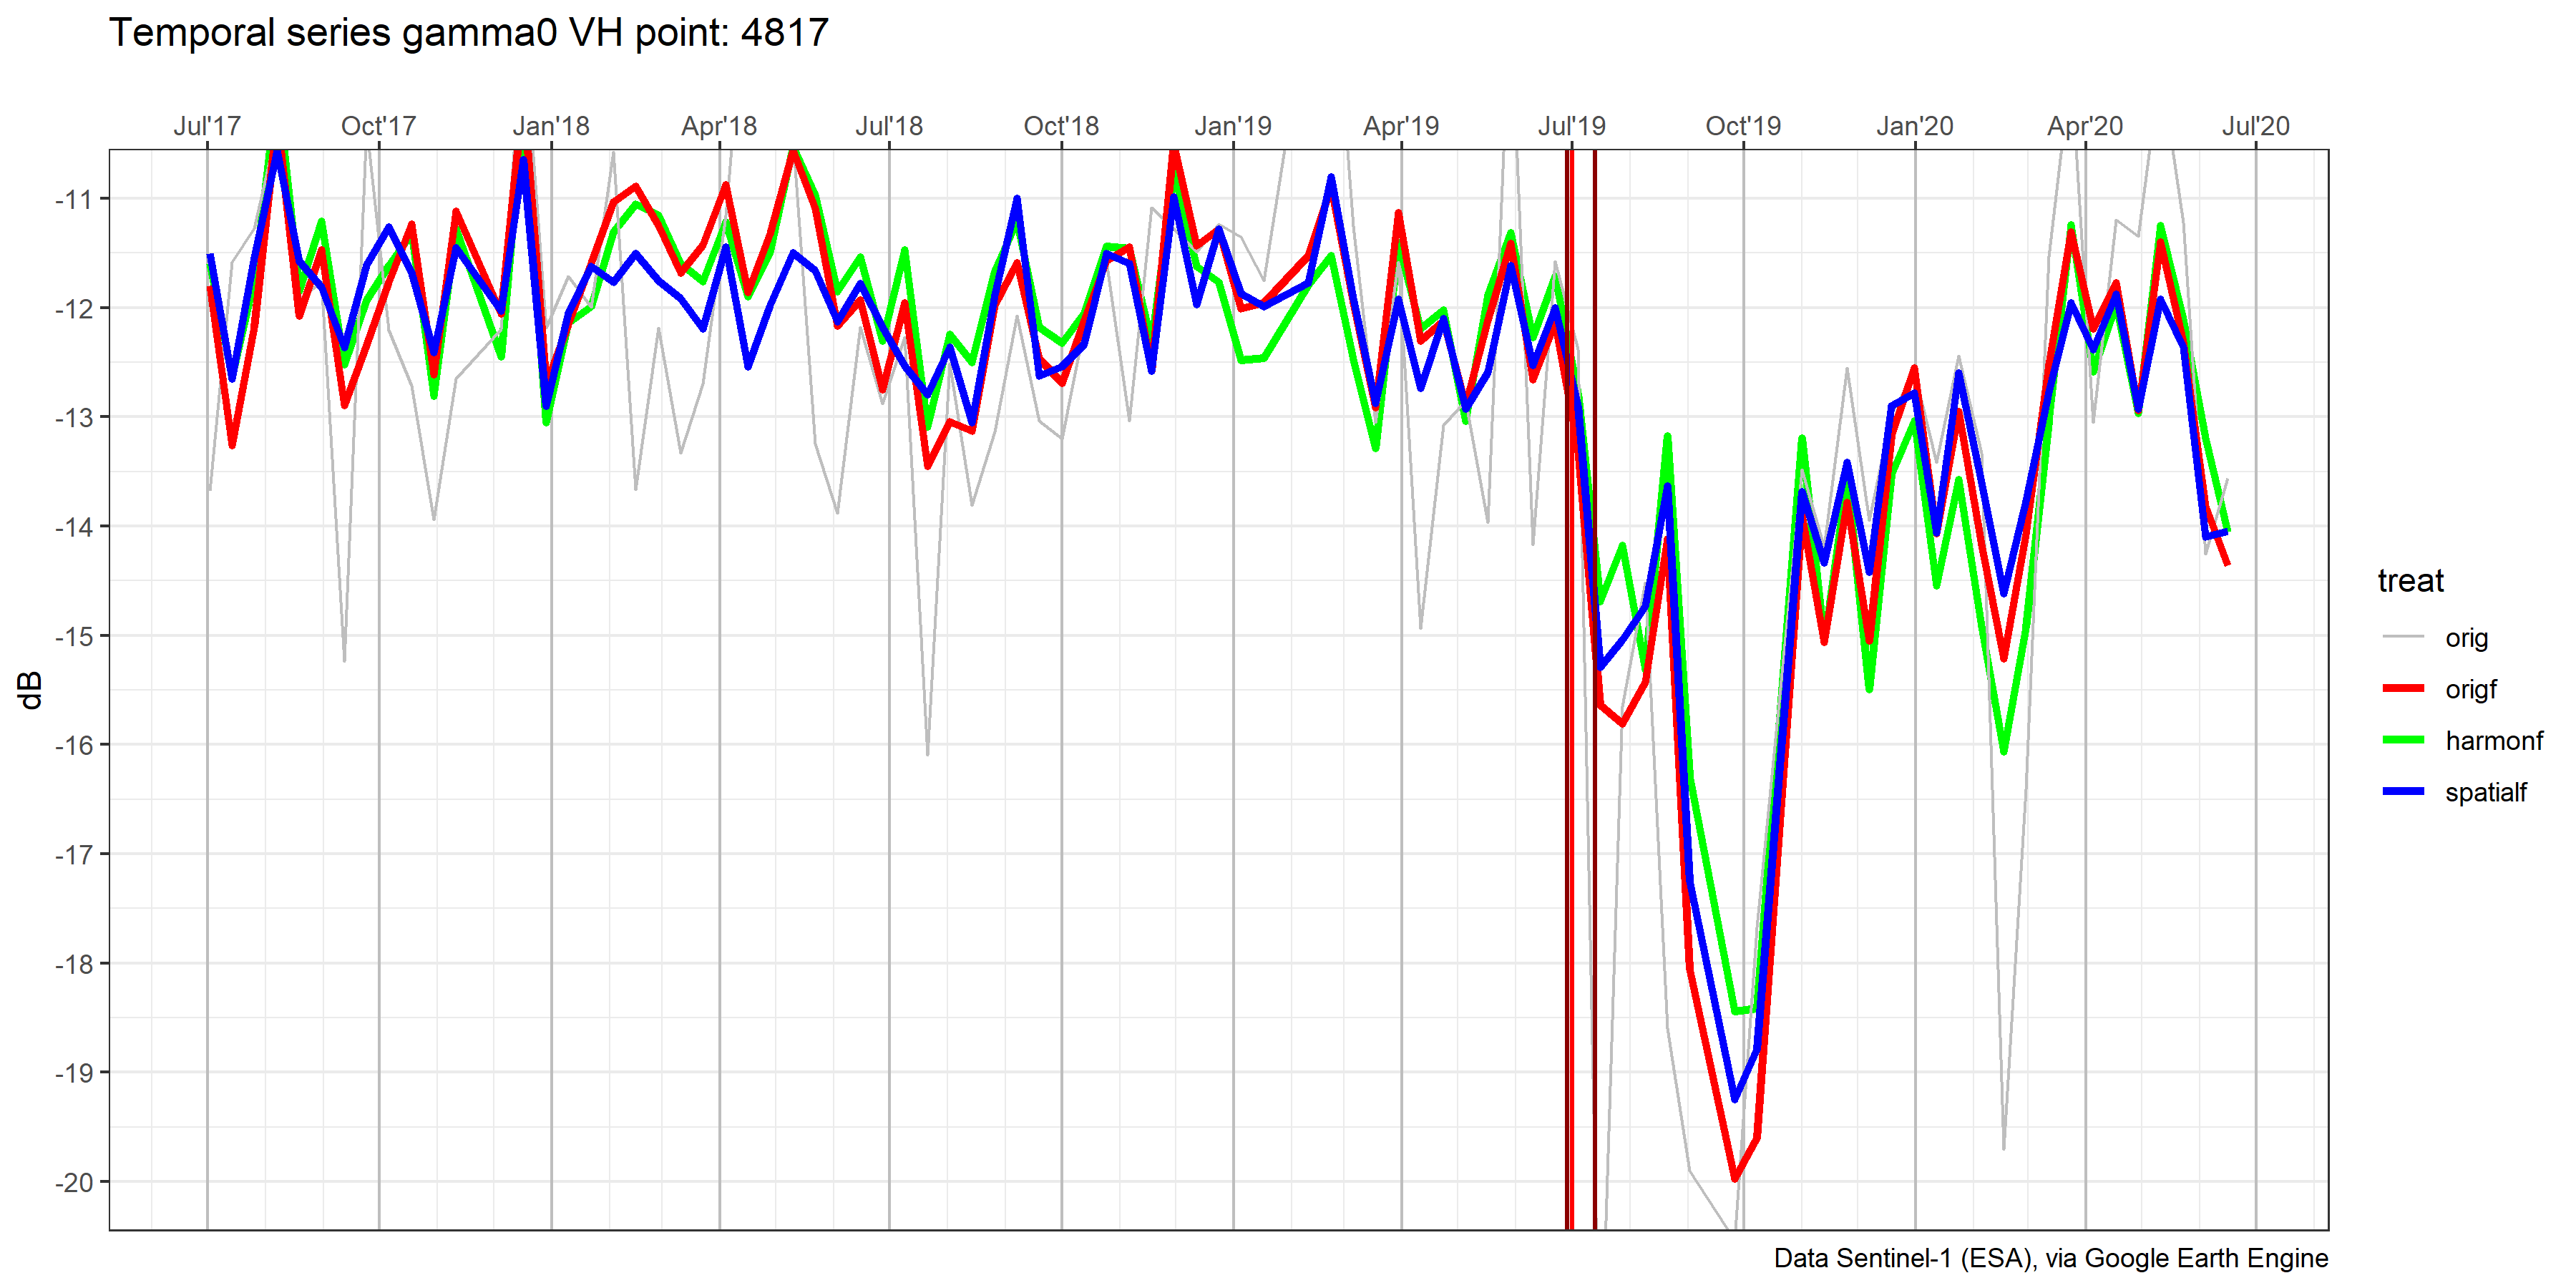 Temporal series gamma0 VH point: 4817
Jul'17 Oct'17 Jan'18 Apr'18 Jul'18 Oct'18 Jan'19 Apr'19 Jul'19 Oct'19 Jan'20 Apr'20 Jul'20
-11
-12
-13
-14
-15
-16
-17
-18
-19
-20
dB
treat
orig
origf
harmonf
spatialf
Data Sentinel-1 (ESA), via Google Earth Engine